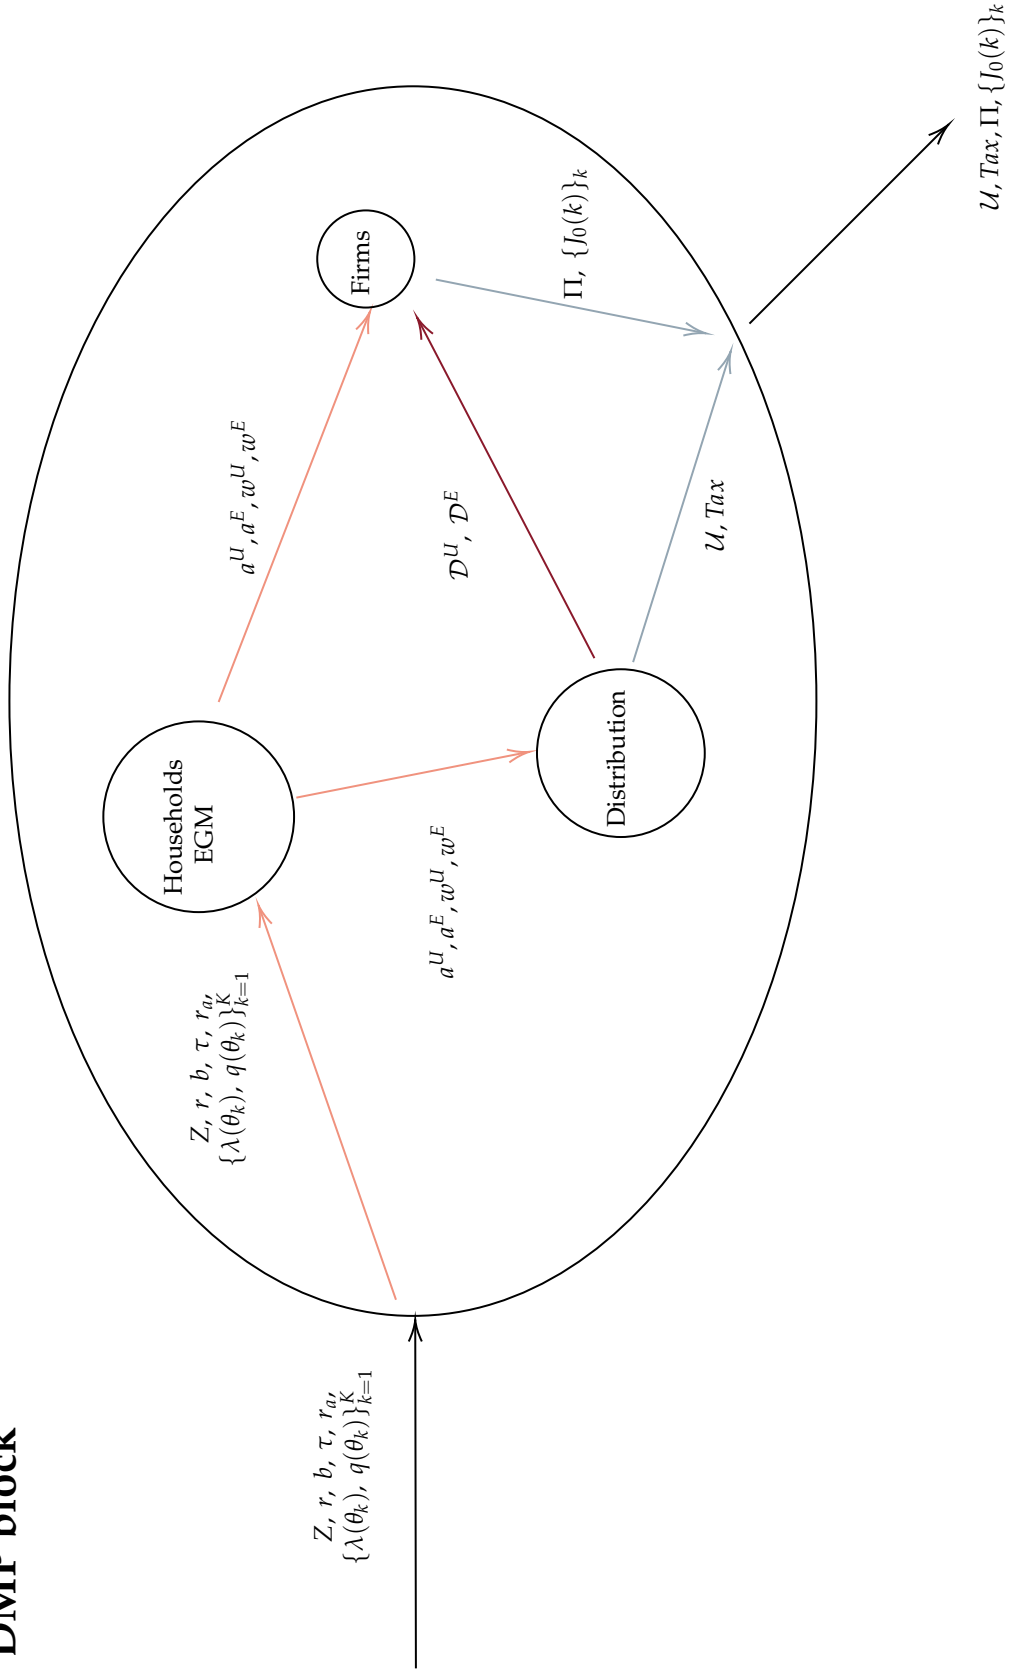 DMP block
Z, r, b, τ, r_a,
{λ(θ_k), q(θ_k)}_{k=1}^K
Z, r, b, τ, r_a,
{λ(θ_k), q(θ_k)}_{k=1}^K
Households
EGM
a^U, a^E, w^U, w^E
a^U, a^E, w^U, w^E
Distribution
𝒟^U, 𝒟^E
Firms
Π, {J_0(k)}_k
𝒰, Tax
𝒰, Tax, Π, {J_0(k)}_k